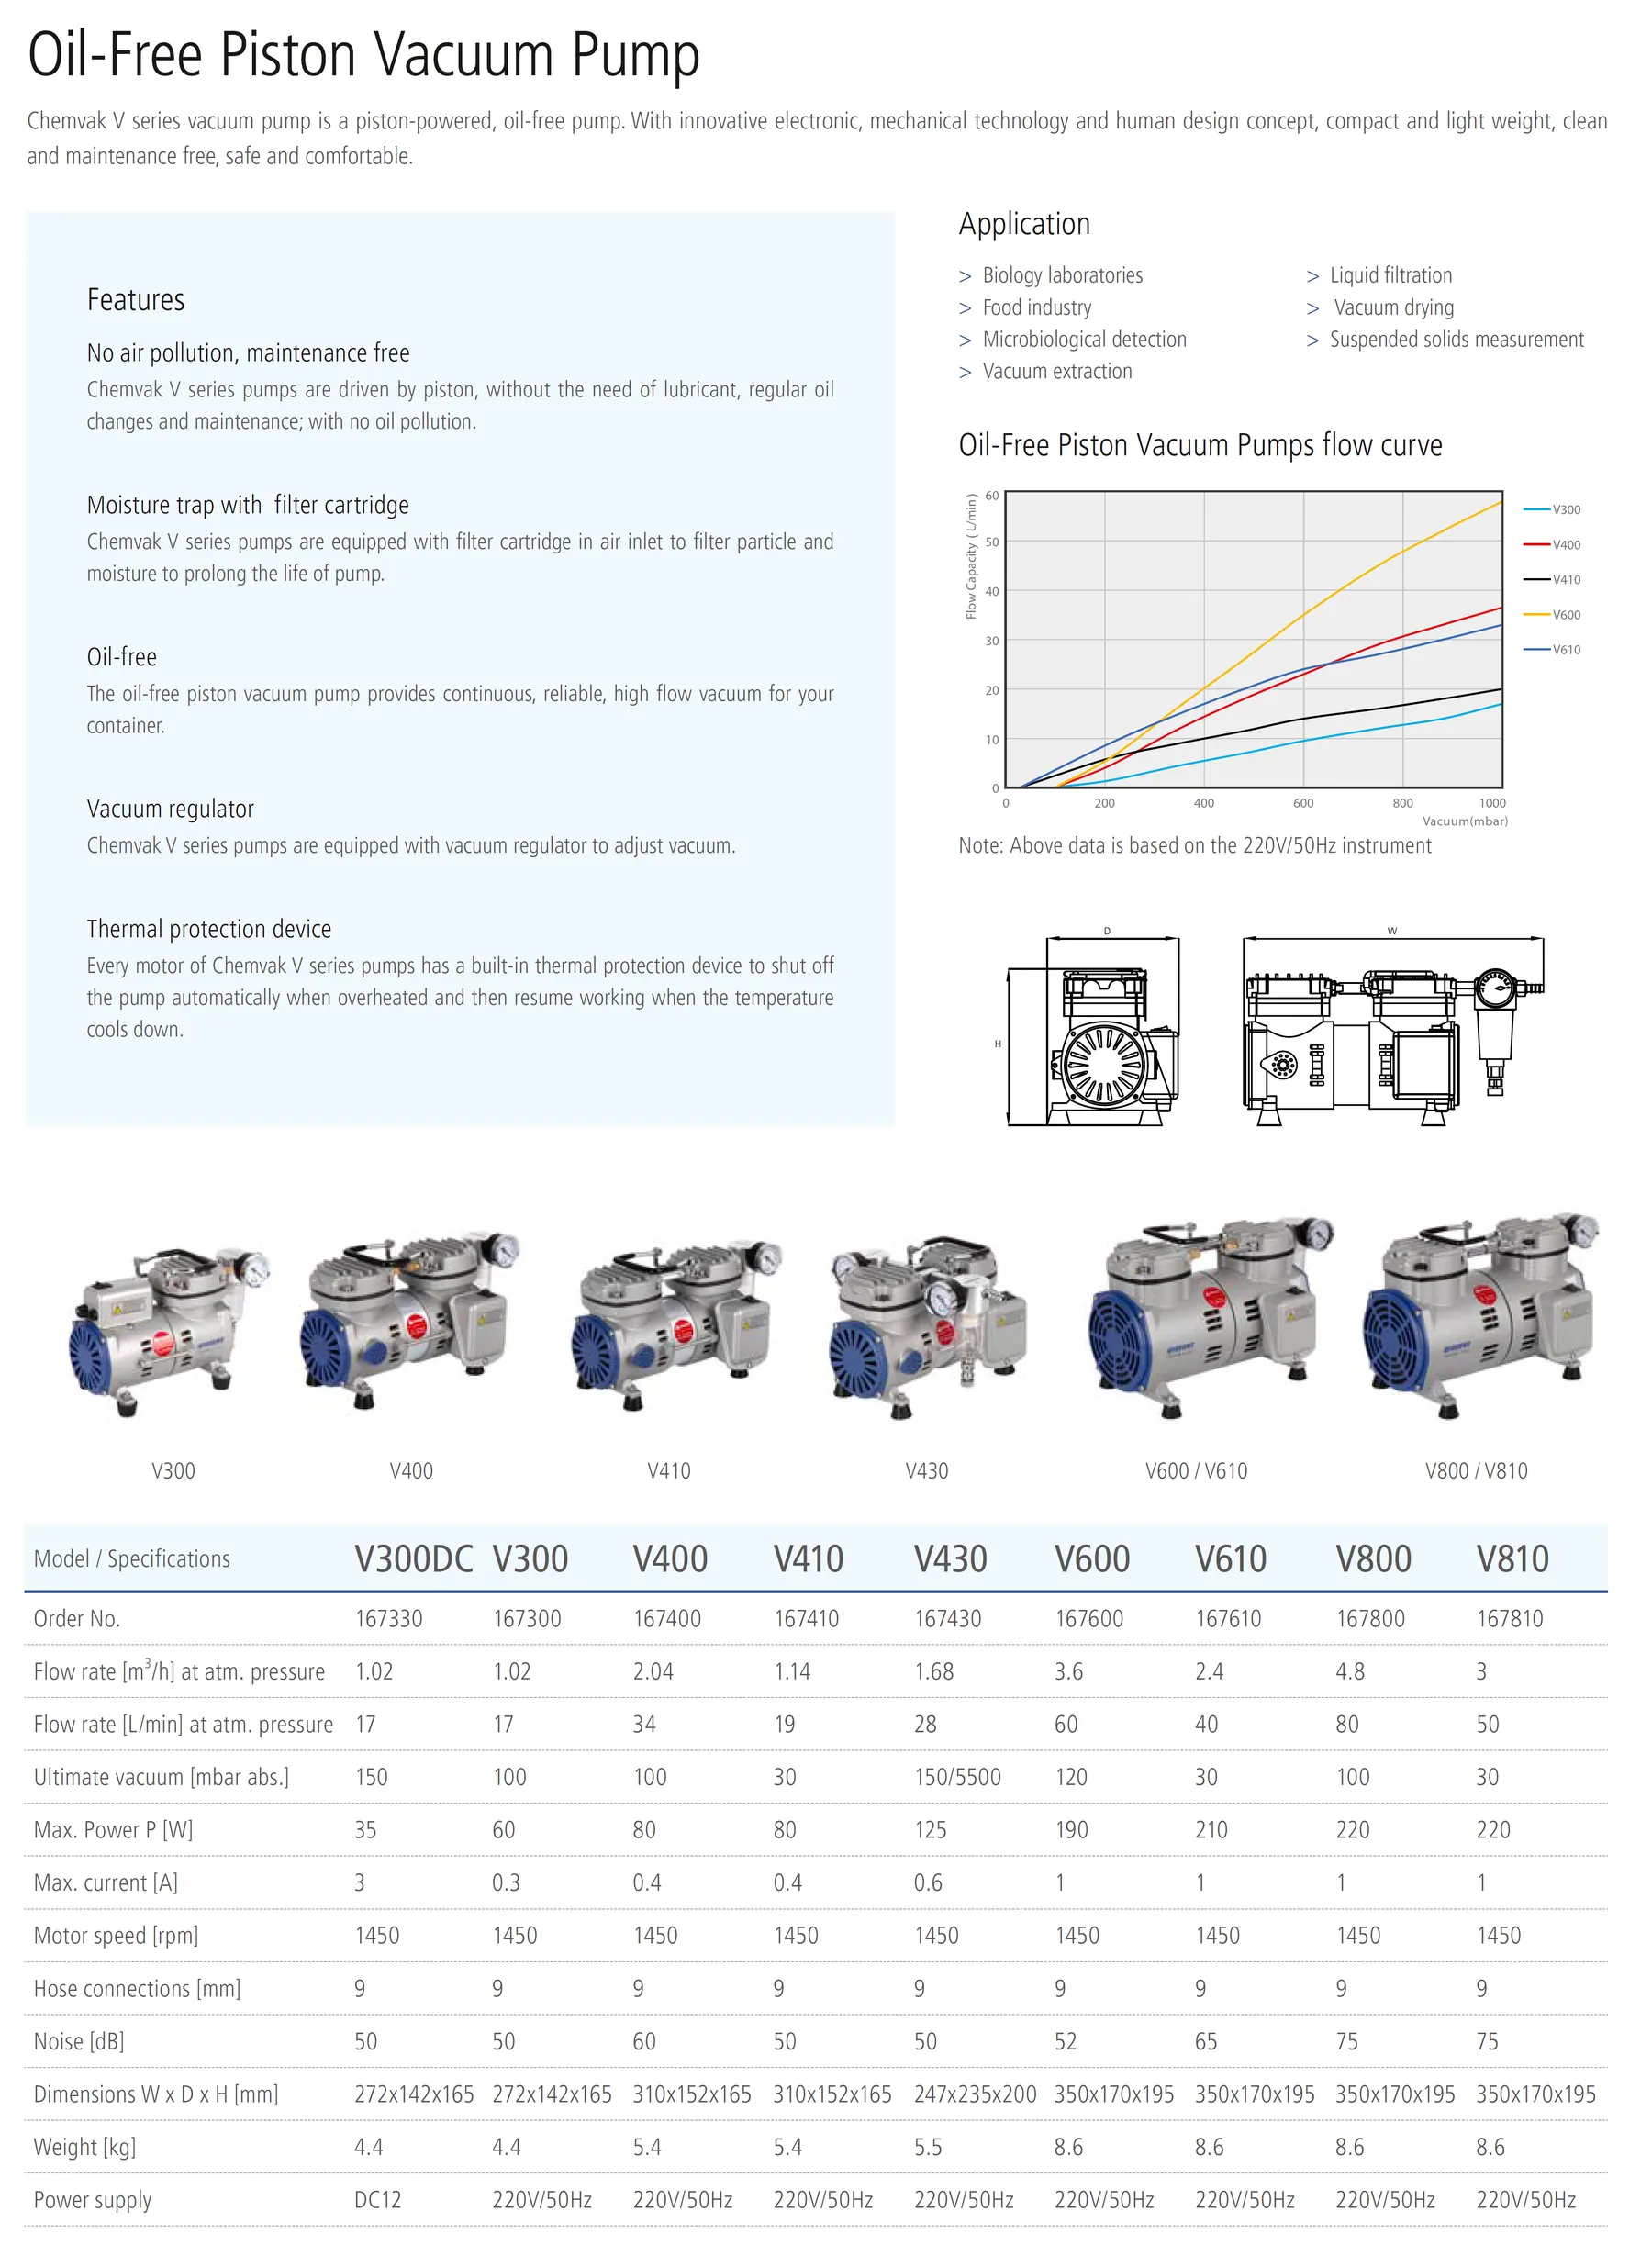 Oil-Free Piston Vacuum Pump
Chemvak V series vacuum pump is a piston-powered, oil-free pump. With innovative electronic, mechanical technology and human design concept, compact and light weight, clean
and maintenance free, safe and comfortable.
Features
No air pollution, maintenance free
Chemvak V series pumps are driven by piston, without the need of lubricant, regular oil
changes and maintenance; with no oil pollution.
Moisture trap with filter cartridge
Chemvak V series pumps are equipped with filter cartridge in air inlet to filter particle and
moisture to prolong the life of pump.
Oil-free
The oil-free piston vacuum pump provides continuous, reliable, high flow vacuum for your
container.
Vacuum regulator
Chemvak V series pumps are equipped with vacuum regulator to adjust vacuum.
Thermal protection device
Every motor of Chemvak V series pumps has a built-in thermal protection device to shut off
the pump automatically when overheated and then resume working when the temperature
cools down.
Application
> Biology laboratories
> Food industry
> Microbiological detection
> Vacuum extraction
> Liquid filtration
> Vacuum drying
> Suspended solids measurement
Oil-Free Piston Vacuum Pumps flow curve
Flow Capacity ( L/min)
60
50
40
30
20
10
0
0 200 400 600 800 1000
Vacuum(mbar)
V300
V400
V410
V600
V610
Note: Above data is based on the 220V/50Hz instrument
D
H
W
V300 V400 V410 V430 V600 / V610 V800 / V810
Model / Specifications V300DC V300 V400 V410 V430 V600 V610 V800 V810
Order No. 167330 167300 167400 167410 167430 167600 167610 167800 167810
Flow rate [m³/h] at atm. pressure 1.02 1.02 2.04 1.14 1.68 3.6 2.4 4.8 3
Flow rate [L/min] at atm. pressure 17 17 34 19 28 60 40 80 50
Ultimate vacuum [mbar abs.] 150 100 100 30 150/5500 120 30 100 30
Max. Power P [W] 35 60 80 80 125 190 210 220 220
Max. current [A] 3 0.3 0.4 0.4 0.6 1 1 1 1
Motor speed [rpm] 1450 1450 1450 1450 1450 1450 1450 1450 1450
Hose connections [mm] 9 9 9 9 9 9 9 9 9
Noise [dB] 50 50 60 50 50 52 65 75 75
Dimensions W x D x H [mm] 272x142x165 272x142x165 310x152x165 310x152x165 247x235x200 350x170x195 350x170x195 350x170x195 350x170x195
Weight [kg] 4.4 4.4 5.4 5.4 5.5 8.6 8.6 8.6 8.6
Power supply DC12 220V/50Hz 220V/50Hz 220V/50Hz 220V/50Hz 220V/50Hz 220V/50Hz 220V/50Hz 220V/50Hz